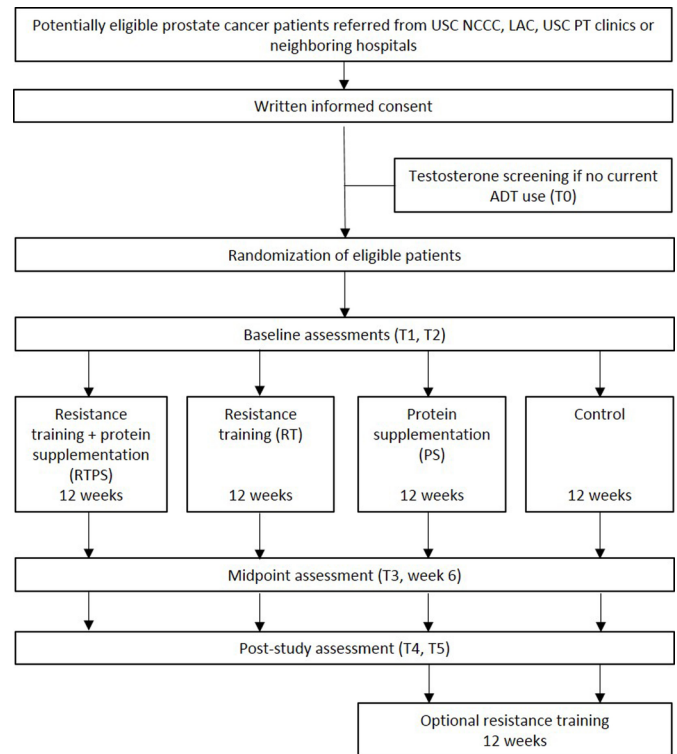 Potentially eligible prostate cancer patients referred from USC NCCC, LAC, USC PT clinics or
neighboring hospitals
Written informed consent
Testosterone screening if no current
ADT use (T0)
Randomization of eligible patients
Baseline assessments (T1, T2)
Resistance
training + protein
supplementation
(RTPS)
12 weeks
Resistance
training (RT)
12 weeks
Protein
supplementation
(PS)
12 weeks
Control
12 weeks
Midpoint assessment (T3, week 6)
Post-study assessment (T4, T5)
Optional resistance training
12 weeks